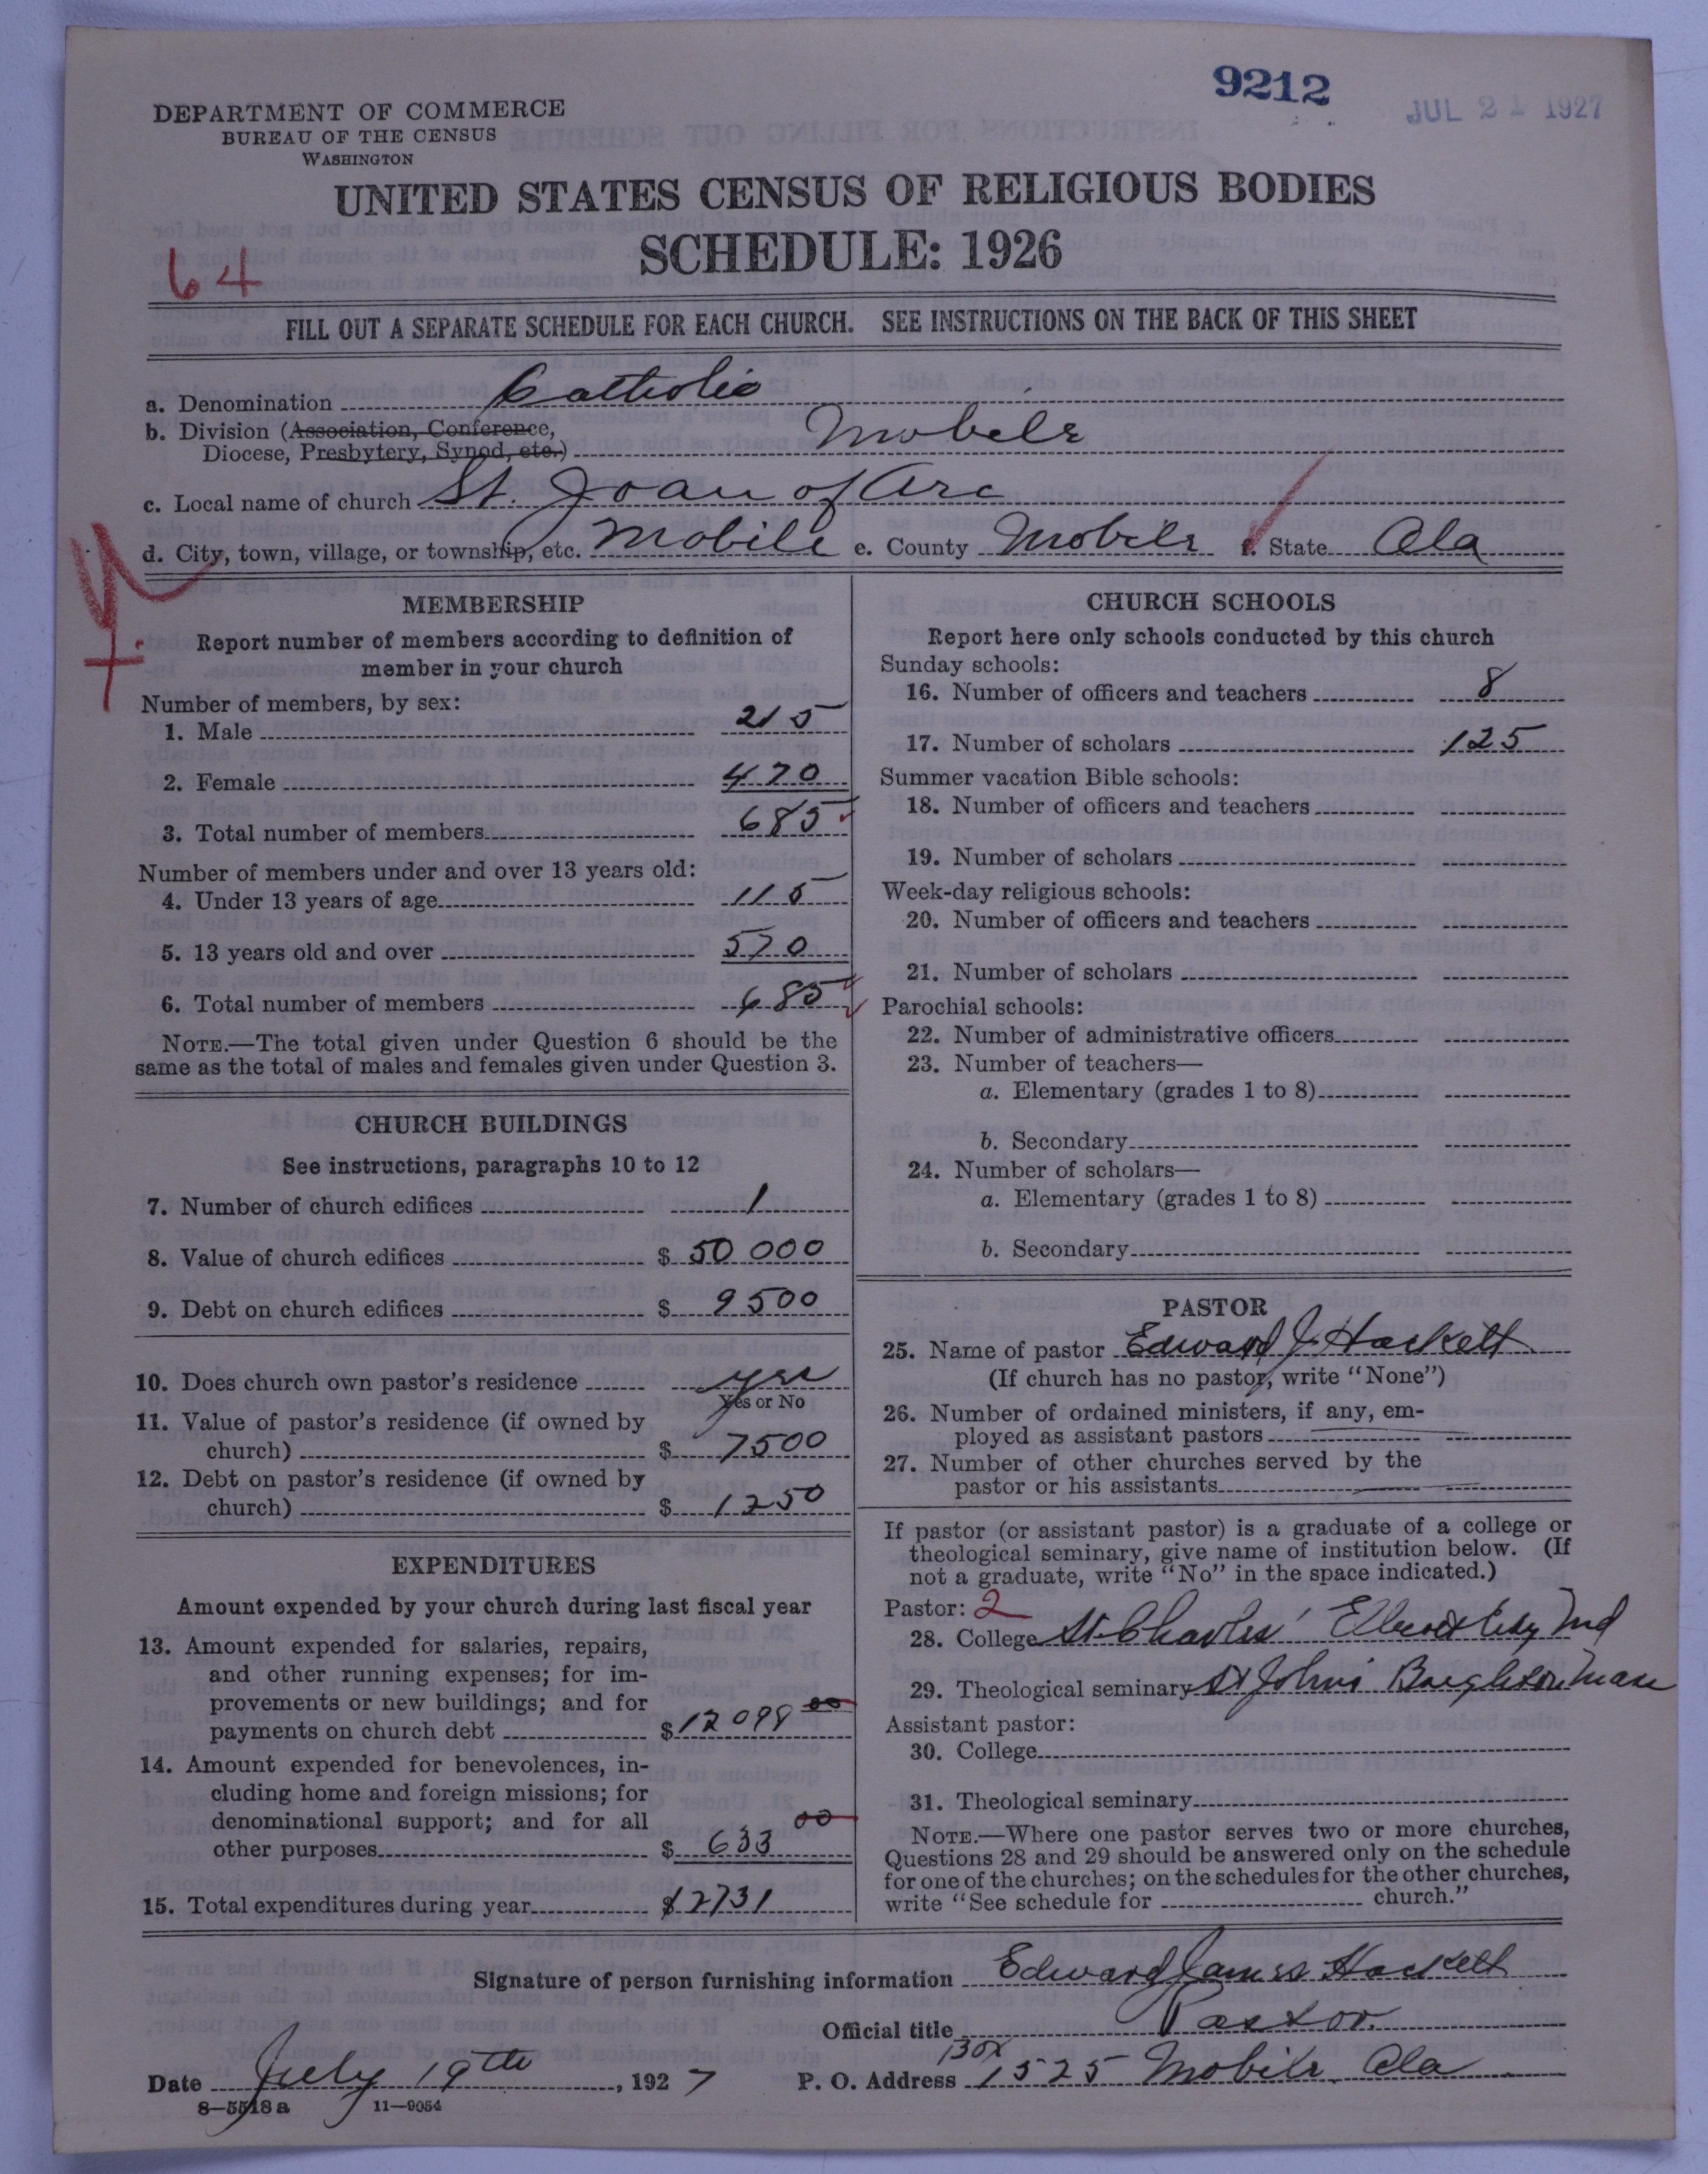 9212
JUL 21 1927
DEPARTMENT OF COMMERCE
BUREAU OF THE CENSUS
WASHINGTON
UNITED STATES CENSUS OF RELIGIOUS BODIES
SCHEDULE: 1926
64
FILL OUT A SEPARATE SCHEDULE FOR EACH CHURCH. SEE INSTRUCTIONS ON THE BACK OF THIS SHEET
a. Denomination Catholic
b. Division (Association, Conference,
Diocese, Presbytery, Synod, etc.) Mobile
c. Local name of church St. Joan of Arc
d. City, town, village, or township, etc. Mobile e. County Mobile f. State Ala
MEMBERSHIP
Report number of members according to definition of
member in your church
Number of members, by sex:
1. Male 215
2. Female 470
3. Total number of members 685
Number of members under and over 13 years old:
4. Under 13 years of age 115
5. 13 years old and over 570
6. Total number of members 685
NOTE.—The total given under Question 6 should be the
same as the total of males and females given under Question 3.
CHURCH BUILDINGS
See instructions, paragraphs 10 to 12
7. Number of church edifices 1
8. Value of church edifices $ 50 000
9. Debt on church edifices $ 9500
10. Does church own pastor's residence yes
Yes or No
11. Value of pastor's residence (if owned by
church) $ 7500
12. Debt on pastor's residence (if owned by
church) $ 1250
EXPENDITURES
Amount expended by your church during last fiscal year
13. Amount expended for salaries, repairs,
and other running expenses; for im-
provements or new buildings; and for
payments on church debt $ 12098 00
14. Amount expended for benevolences, in-
cluding home and foreign missions; for
denominational support; and for all
other purposes $ 633 00
15. Total expenditures during year $ 12731
CHURCH SCHOOLS
Report here only schools conducted by this church
Sunday schools:
16. Number of officers and teachers 8
17. Number of scholars 125
Summer vacation Bible schools:
18. Number of officers and teachers
19. Number of scholars
Week-day religious schools:
20. Number of officers and teachers
21. Number of scholars
Parochial schools:
22. Number of administrative officers
23. Number of teachers—
a. Elementary (grades 1 to 8)
b. Secondary
24. Number of scholars—
a. Elementary (grades 1 to 8)
b. Secondary
PASTOR
25. Name of pastor Edward J. Hackett
(If church has no pastor, write "None")
26. Number of ordained ministers, if any, em-
ployed as assistant pastors
27. Number of other churches served by the
pastor or his assistants
If pastor (or assistant pastor) is a graduate of a college or
theological seminary, give name of institution below. (If
not a graduate, write "No" in the space indicated.)
Pastor: 2
28. College St Charles' Ellicott City Md
29. Theological seminary St Johns Brighton Mass
Assistant pastor:
30. College
31. Theological seminary
NOTE.—Where one pastor serves two or more churches,
Questions 28 and 29 should be answered only on the schedule
for one of the churches; on the schedules for the other churches,
write "See schedule for church."
Signature of person furnishing information Edward James Hackett
Official title Pastor.
Date July 19th, 1927 P. O. Address Box 1525 Mobile Ala
8—5518a 11—9054